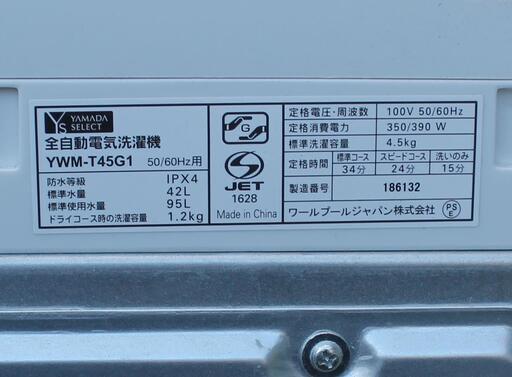 YS YAMADA
SELECT
全自動電気洗濯機
YWM-T45G1 50/60Hz用
防水等級 IPX4
標準水量 42L
標準使用水量 95L
ドライコース時の洗濯容量 1.2kg
G
S
JET
1628
Made in China
定格電圧・周波数 100V 50/60Hz
定格消費電力 350/390 W
標準洗濯容量 4.5kg
定格時間 標準コース スピードコース 洗いのみ
34分 24分 15分
製造番号 186132
ワールプールジャパン株式会社
PS
E